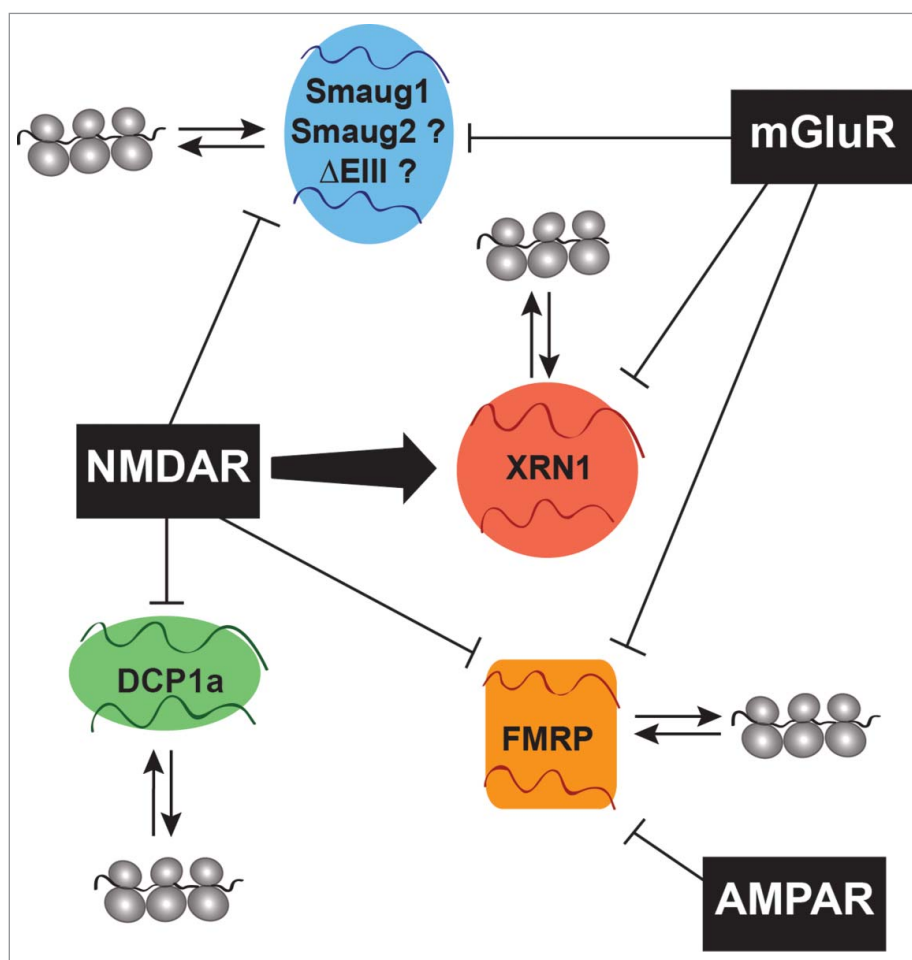 Smaug1
Smaug2 ?
ΔEIII ?
mGluR
NMDAR
XRN1
DCP1a
FMRP
AMPAR